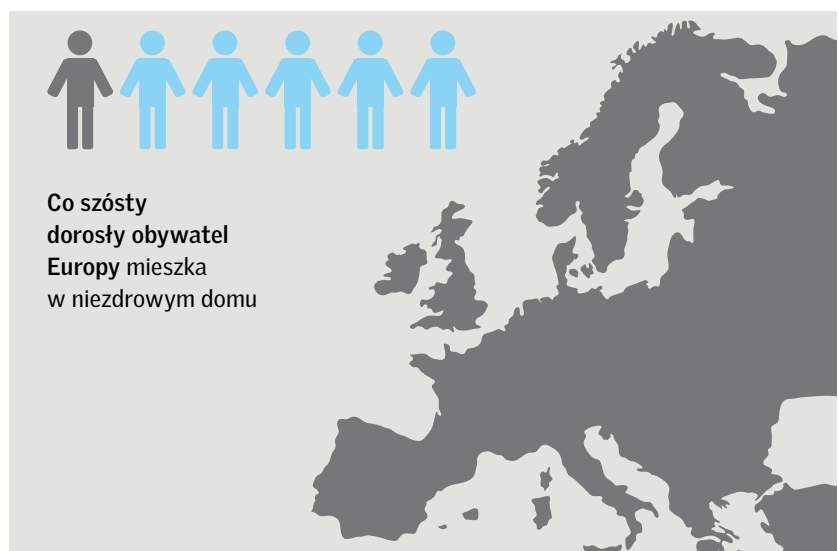 Co szósty
dorosły obywatel
Europy mieszka
w niezdrowym domu